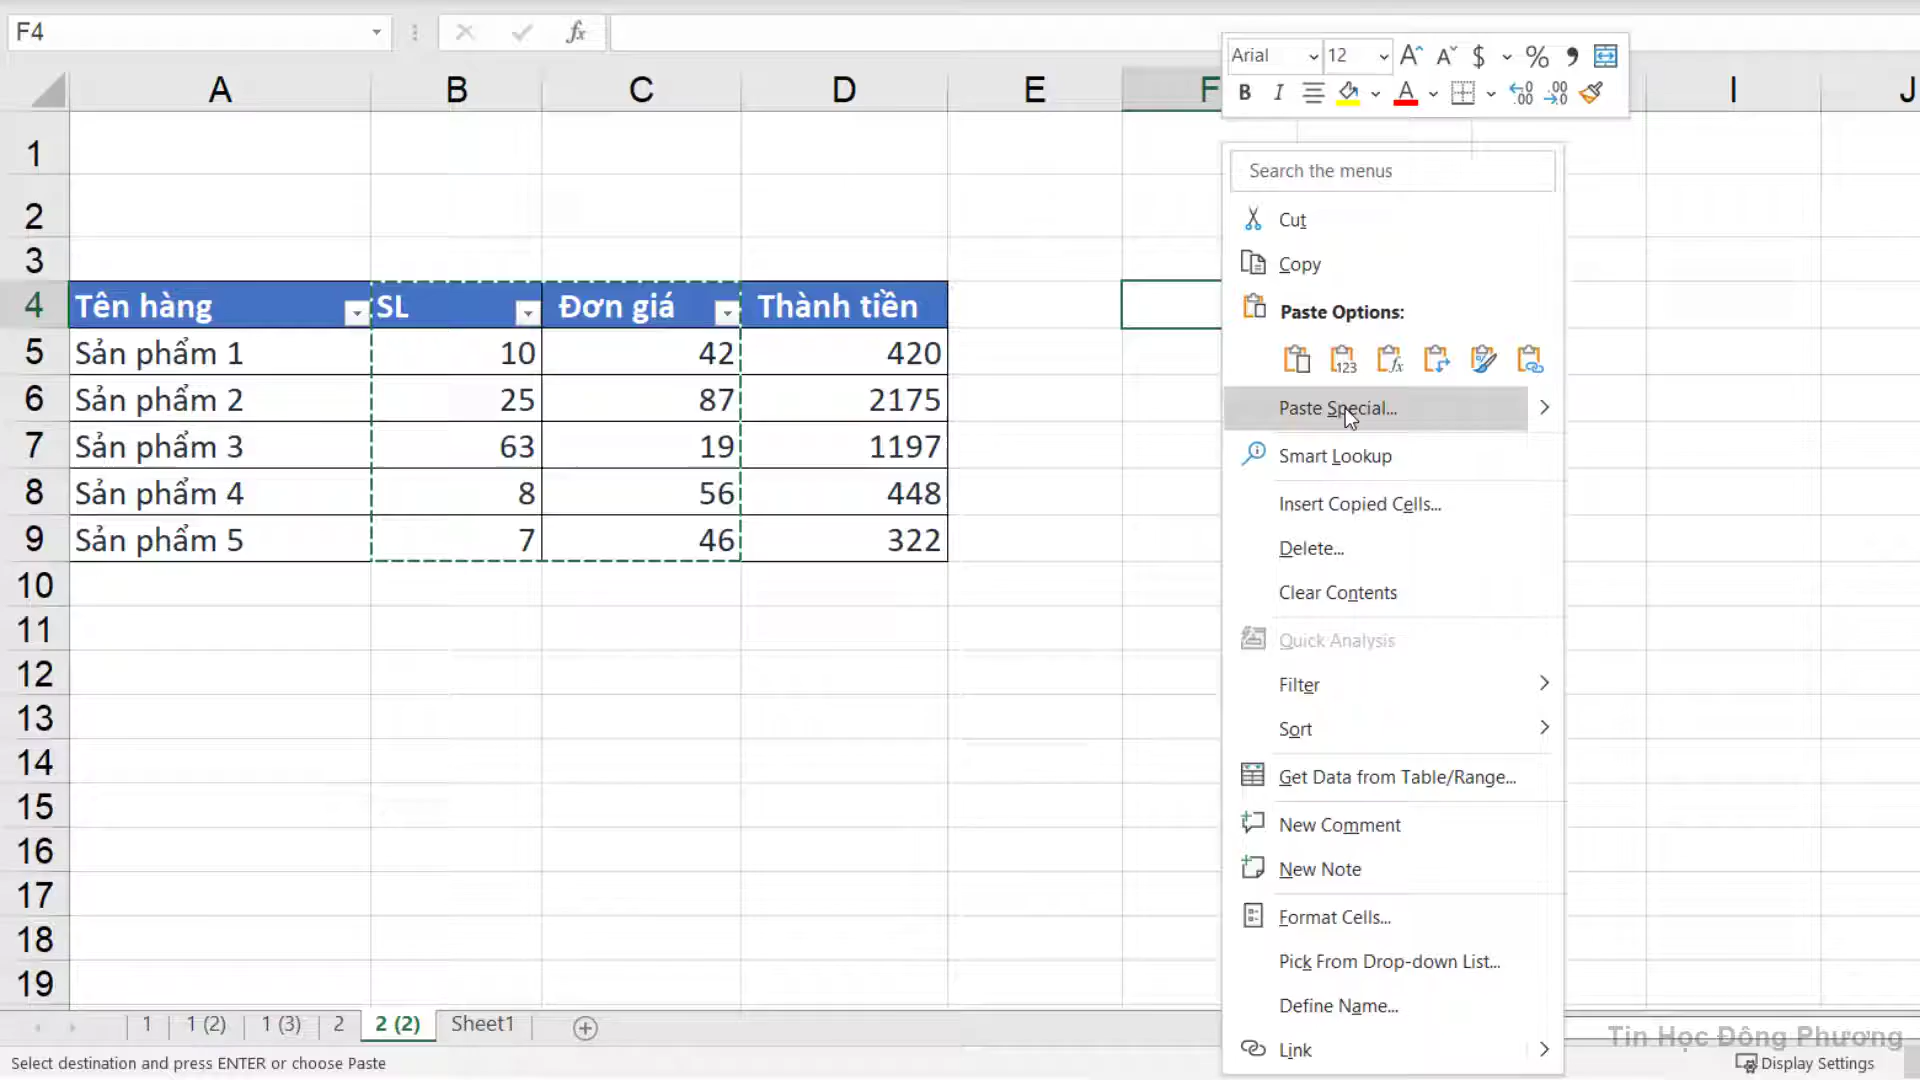 F4
fx
Arial 12 A A $ % ,
B I A .00 .00
A B C D E F I J
Search the menus
Cut
Copy
Paste Options:
123 fx
Paste Special...
Smart Lookup
Insert Copied Cells...
Delete...
Clear Contents
Quick Analysis
Filter
Sort
Get Data from Table/Range...
New Comment
New Note
Format Cells...
Pick From Drop-down List...
Define Name...
Link
1
2
3
4 Tên hàng SL Đơn giá Thành tiền
5 Sản phẩm 1 10 42 420
6 Sản phẩm 2 25 87 2175
7 Sản phẩm 3 63 19 1197
8 Sản phẩm 4 8 56 448
9 Sản phẩm 5 7 46 322
10
11
12
13
14
15
16
17
18
19
1 1 (2) 1 (3) 2 2 (2) Sheet1
Tin Học Đông Phương
Select destination and press ENTER or choose Paste Display Settings